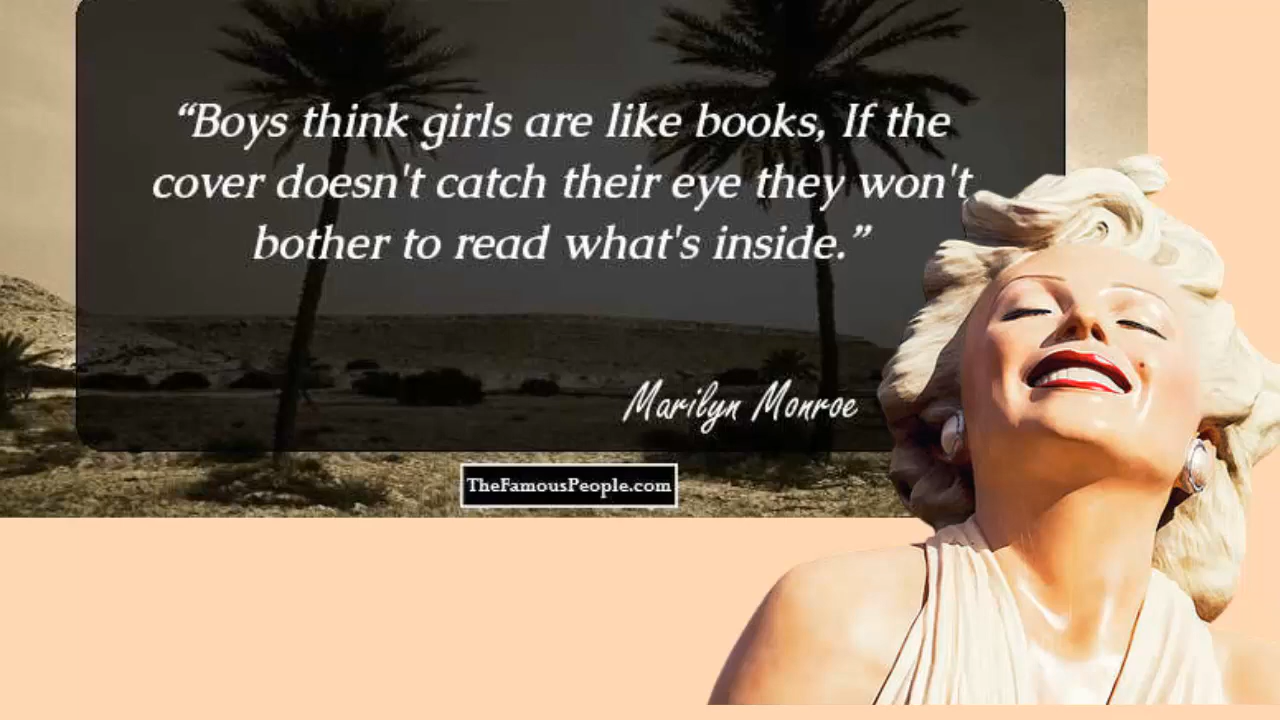 “Boys think girls are like books, If the
cover doesn't catch their eye they won't
bother to read what's inside.”
Marilyn Monroe
TheFamousPeople.com